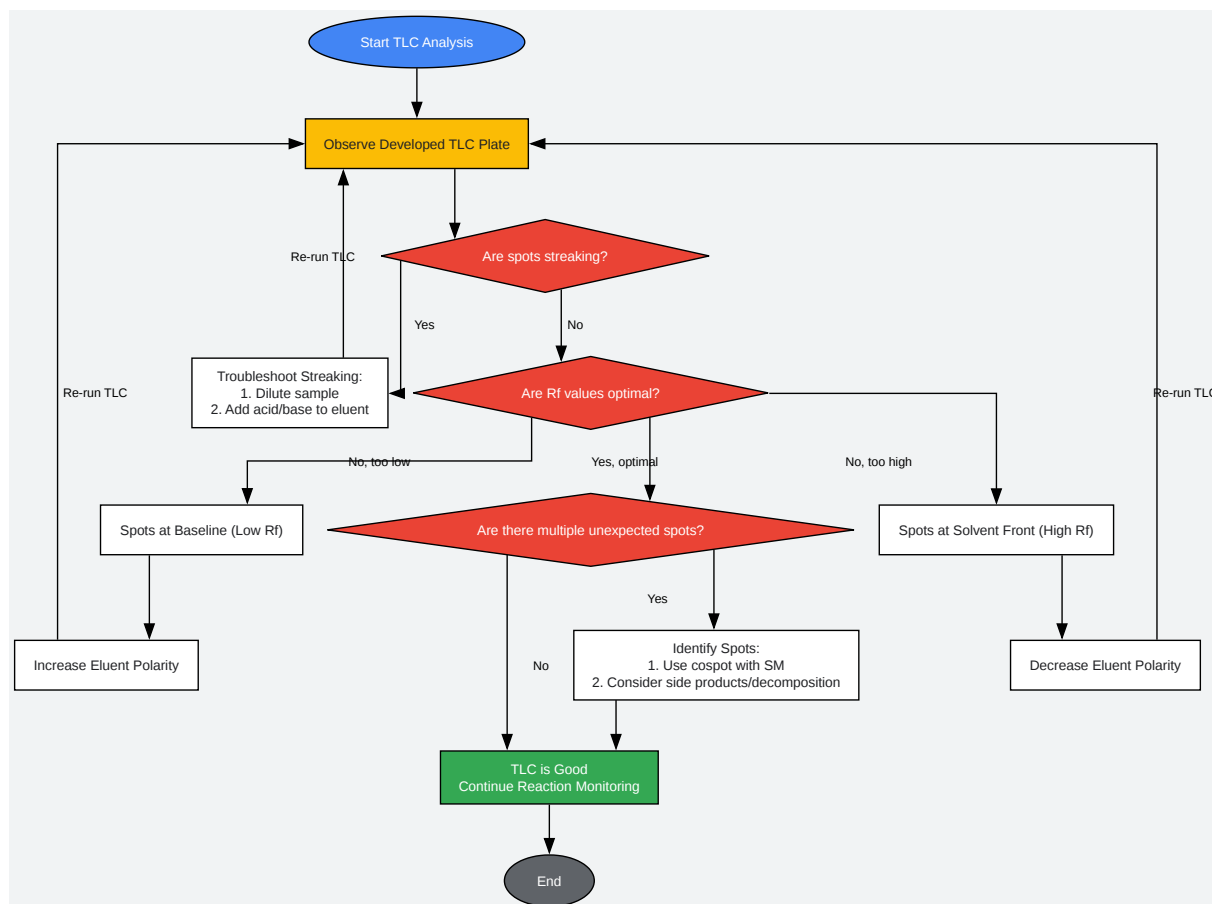 Start TLC Analysis
Observe Developed TLC Plate
Are spots streaking?
Re-run TLC
Yes
No
Troubleshoot Streaking:
1. Dilute sample
2. Add acid/base to eluent
Are Rf values optimal?
Re-run TLC
Re-run TLC
No, too low
Yes, optimal
No, too high
Spots at Baseline (Low Rf)
Are there multiple unexpected spots?
Spots at Solvent Front (High Rf)
Yes
Increase Eluent Polarity
No
Identify Spots:
1. Use cospot with SM
2. Consider side products/decomposition
Decrease Eluent Polarity
TLC is Good
Continue Reaction Monitoring
End